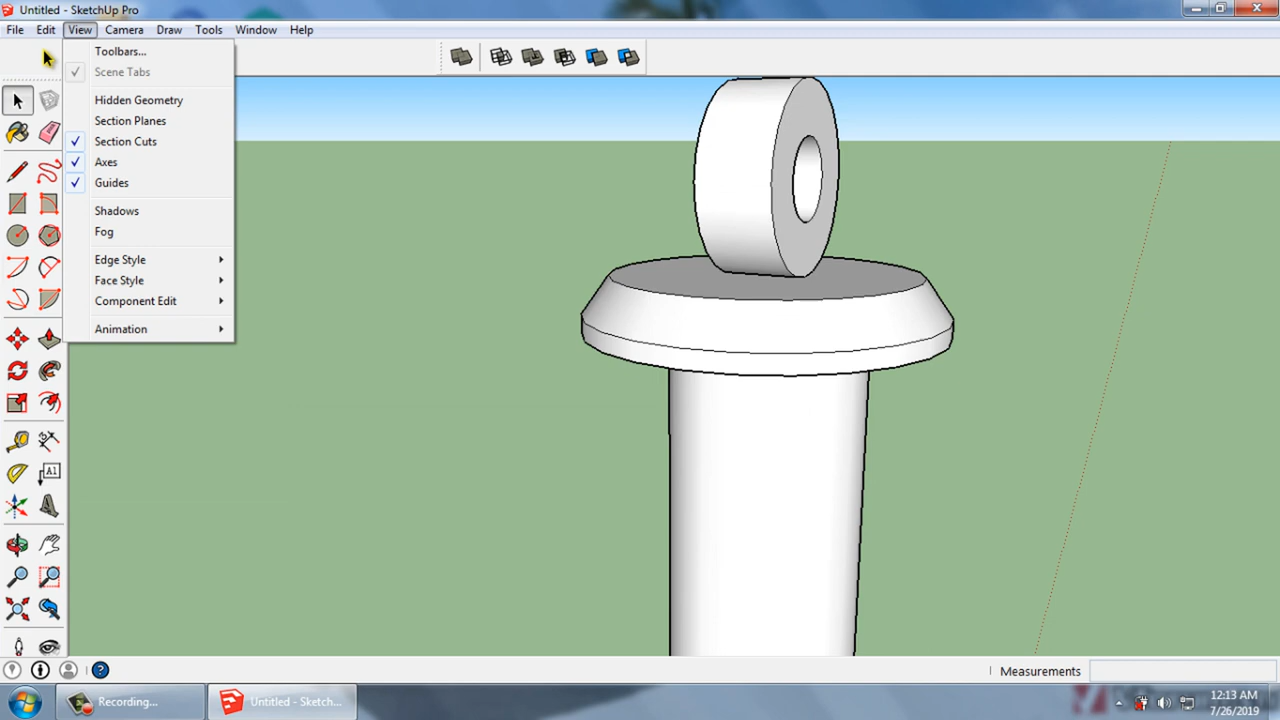 Untitled - SketchUp Pro
File Edit View Camera Draw Tools Window Help
Toolbars...
Scene Tabs
Hidden Geometry
Section Planes
Section Cuts
Axes
Guides
Shadows
Fog
Edge Style
Face Style
Component Edit
Animation
A1
Measurements
Recording...
Untitled - Sketch...
12:13 AM
7/26/2019